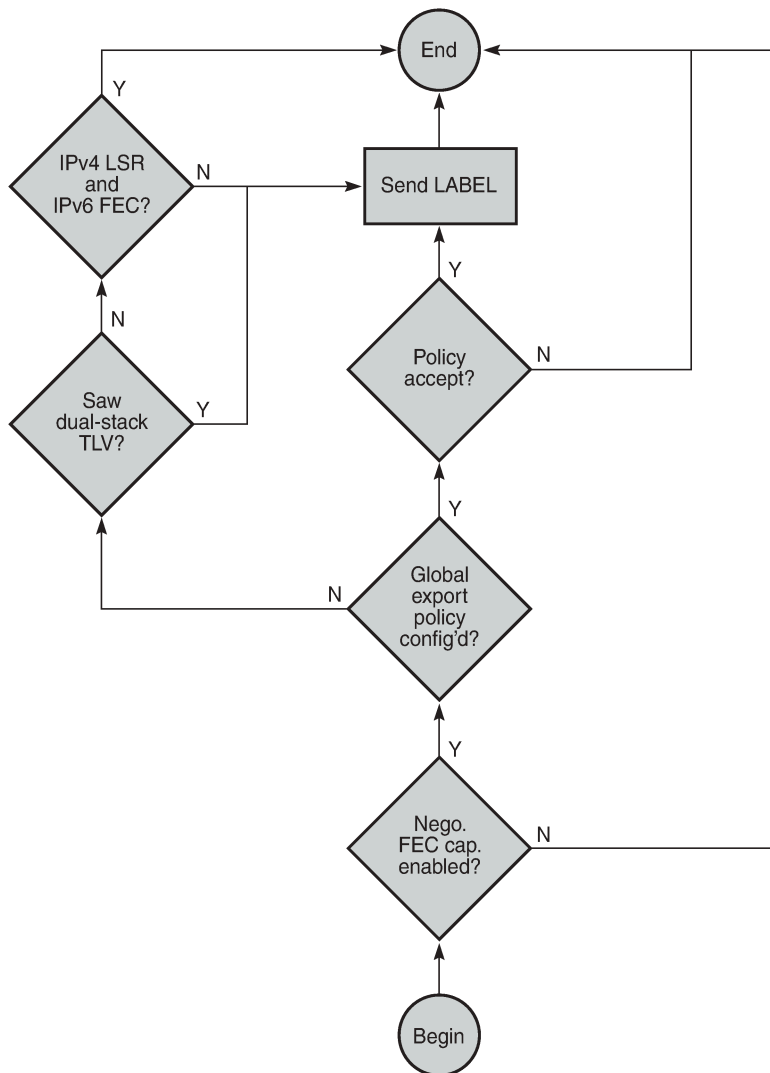 End
Y
IPv4 LSR
and
IPv6 FEC?
N
Send LABEL
Y
N
Policy
accept?
N
Saw
dual-stack
TLV?
Y
Y
Global
export
policy
config'd?
N
Y
Nego.
FEC cap.
enabled?
N
Begin